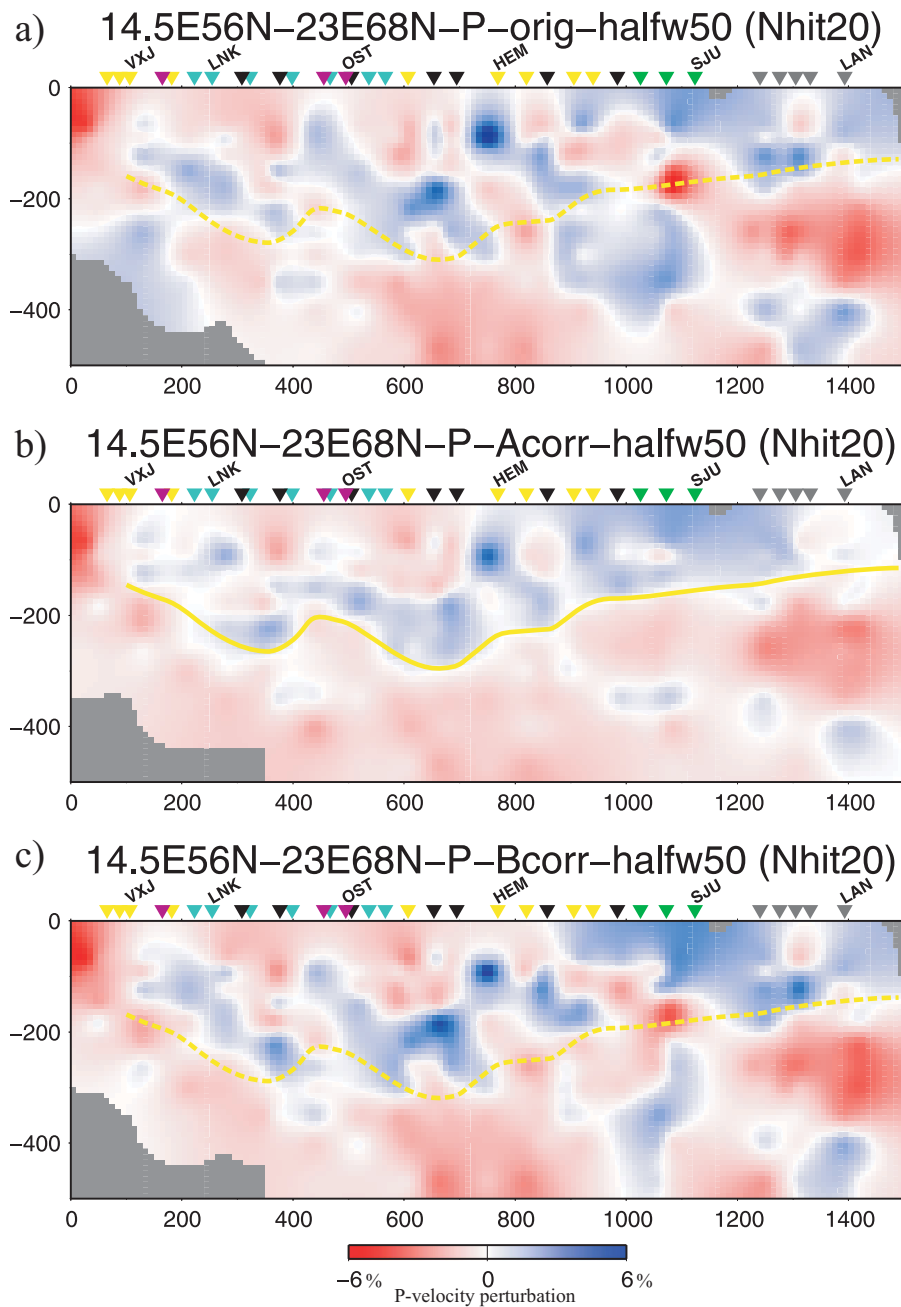 a) 14.5E56N−23E68N−P−orig−halfw50 (Nhit20)
VXJ LNK OST HEM SJU LAN
0
−200
−400
0 200 400 600 800 1000 1200 1400
b) 14.5E56N−23E68N−P−Acorr−halfw50 (Nhit20)
VXJ LNK OST HEM SJU LAN
0
−200
−400
0 200 400 600 800 1000 1200 1400
c) 14.5E56N−23E68N−P−Bcorr−halfw50 (Nhit20)
VXJ LNK OST HEM SJU LAN
0
−200
−400
0 200 400 600 800 1000 1200 1400
−6% 0 6%
P-velocity perturbation